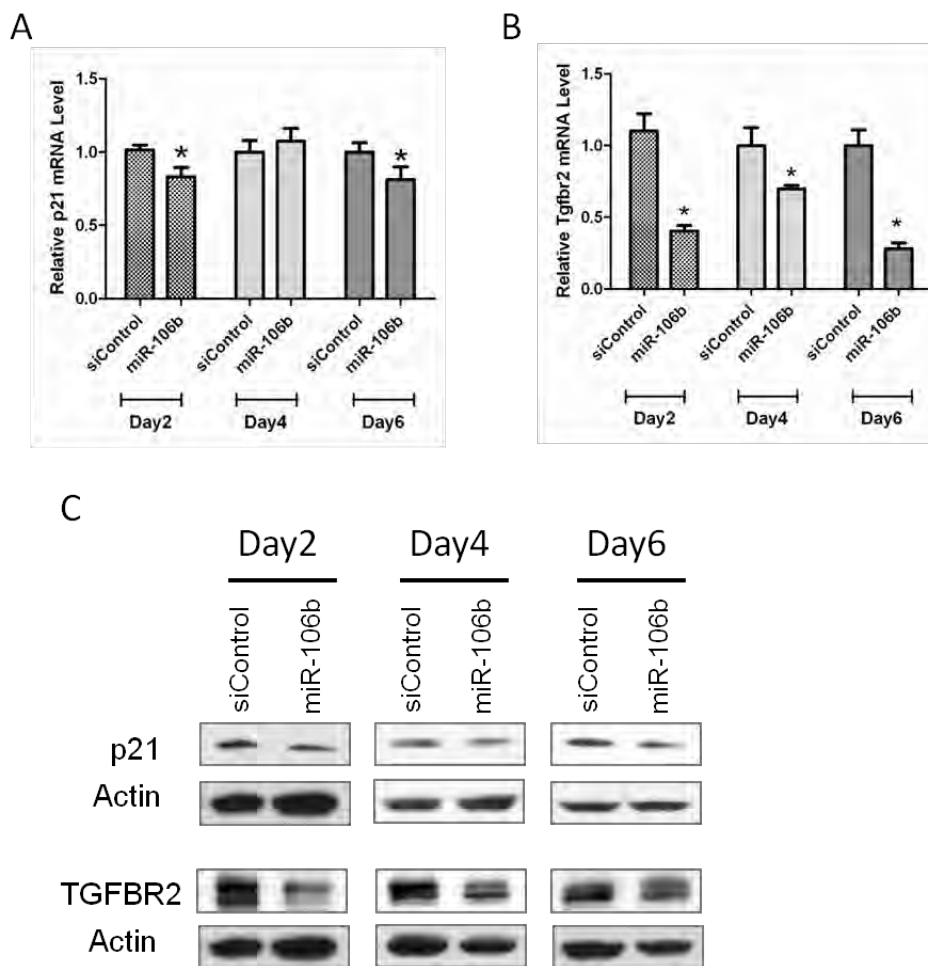 A
Relative p21 mRNA Level
1.5
1.0
0.5
0.0
siControl
miR-106b
siControl
miR-106b
siControl
miR-106b
Day2
Day4
Day6
*
*
B
Relative Tgfbr2 mRNA Level
1.5
1.0
0.5
0.0
siControl
miR-106b
siControl
miR-106b
siControl
miR-106b
Day2
Day4
Day6
*
*
*
C
Day2
Day4
Day6
siControl
miR-106b
siControl
miR-106b
siControl
miR-106b
p21
Actin
TGFBR2
Actin